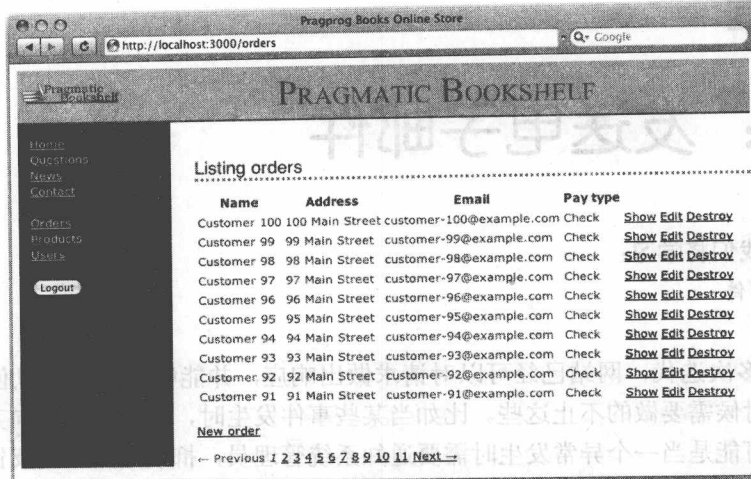 Pragprog Books Online Store
http://localhost:3000/orders
Google
Pragmatic Bookshelf
PRAGMATIC BOOKSHELF
Home
Questions
News
Contact
Orders
Products
Users
Logout
Listing orders
Name Address Email Pay type
Customer 100 100 Main Street customer-100@example.com Check Show Edit Destroy
Customer 99 99 Main Street customer-99@example.com Check Show Edit Destroy
Customer 98 98 Main Street customer-98@example.com Check Show Edit Destroy
Customer 97 97 Main Street customer-97@example.com Check Show Edit Destroy
Customer 96 96 Main Street customer-96@example.com Check Show Edit Destroy
Customer 95 95 Main Street customer-95@example.com Check Show Edit Destroy
Customer 94 94 Main Street customer-94@example.com Check Show Edit Destroy
Customer 93 93 Main Street customer-93@example.com Check Show Edit Destroy
Customer 92 92 Main Street customer-92@example.com Check Show Edit Destroy
Customer 91 91 Main Street customer-91@example.com Check Show Edit Destroy
New order
← Previous 1 2 3 4 5 6 7 8 9 10 11 Next →